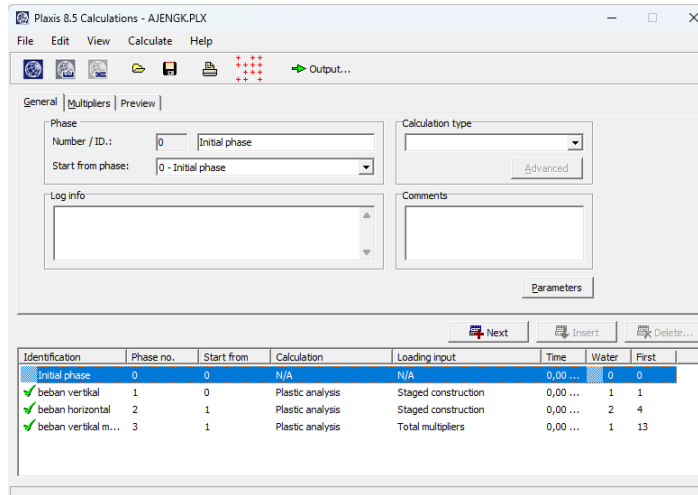 Plaxis 8.5 Calculations - AJENGK.PLX
File Edit View Calculate Help
Output...
General Multipliers Preview
Phase
Number / ID.: 0 Initial phase
Start from phase: 0 - Initial phase
Calculation type
Advanced
Log info
Comments
Parameters
Next Insert Delete...
Identification Phase no. Start from Calculation Loading input Time Water First
Initial phase 0 0 N/A N/A 0,00 ... 0 0
beban vertikal 1 0 Plastic analysis Staged construction 0,00 ... 1 1
beban horizontal 2 1 Plastic analysis Staged construction 0,00 ... 2 4
beban vertikal m... 3 1 Plastic analysis Total multipliers 0,00 ... 1 13